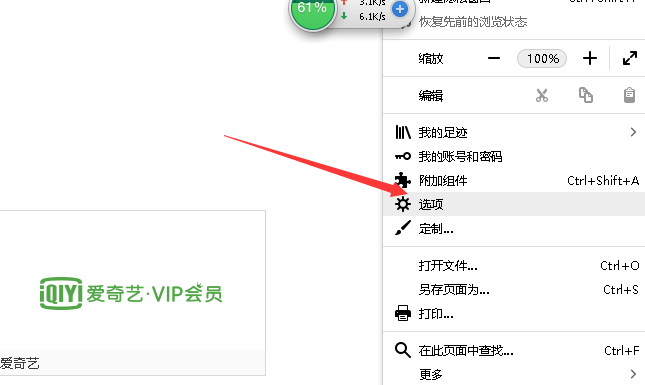 61%
3.1K/s
6.1K/s
恢复先前的浏览状态
缩放
100%
编辑
我的足迹
我的账号和密码
附加组件 Ctrl+Shift+A
选项
定制...
打开文件... Ctrl+O
另存页面为... Ctrl+S
打印...
在此页面中查找... Ctrl+F
更多
iQIYI 爱奇艺·VIP会员
爱奇艺